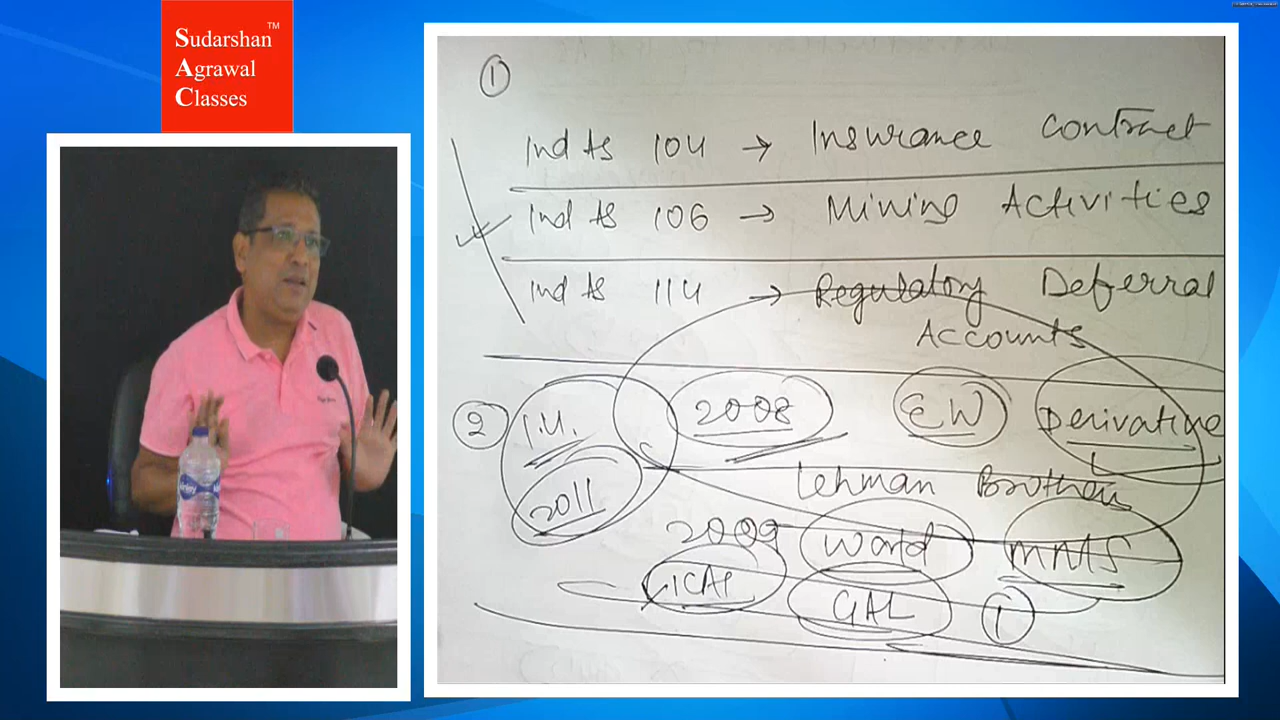 Sudarshan™
Agrawal
Classes
①
Ind AS 104 → Insurance Contract
Ind AS 106 → Mining Activities
Ind AS 114 → Regulatory Deferral
Accounts
② I.U. 2008 EW Derivative
2011 Lehman Brothers
2009 World MMS
ICAI GAL ①